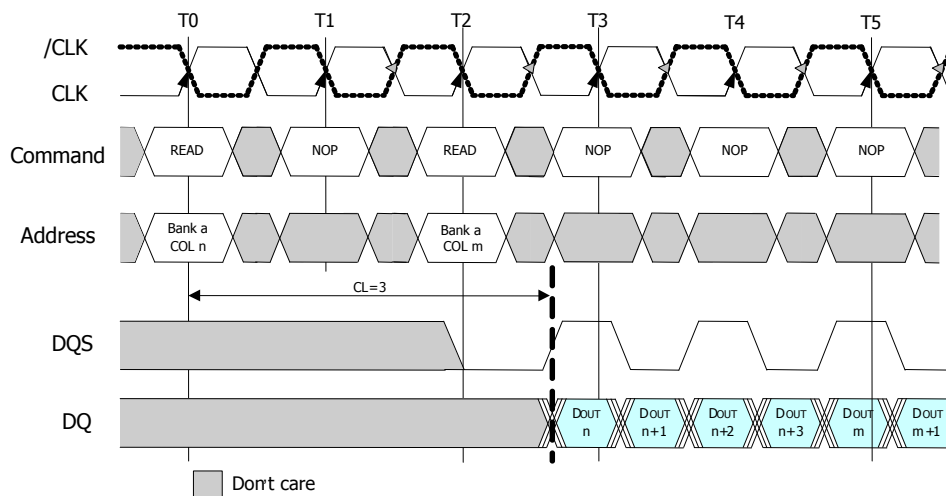 T0 T1 T2 T3 T4 T5
/CLK
CLK
Command READ NOP READ NOP NOP NOP
Address
Bank a
COL n
Bank a
COL m
CL=3
DQS
DQ
DOUT
n
DOUT
n+1
DOUT
n+2
DOUT
n+3
DOUT
m
DOUT
m+1
Don't care